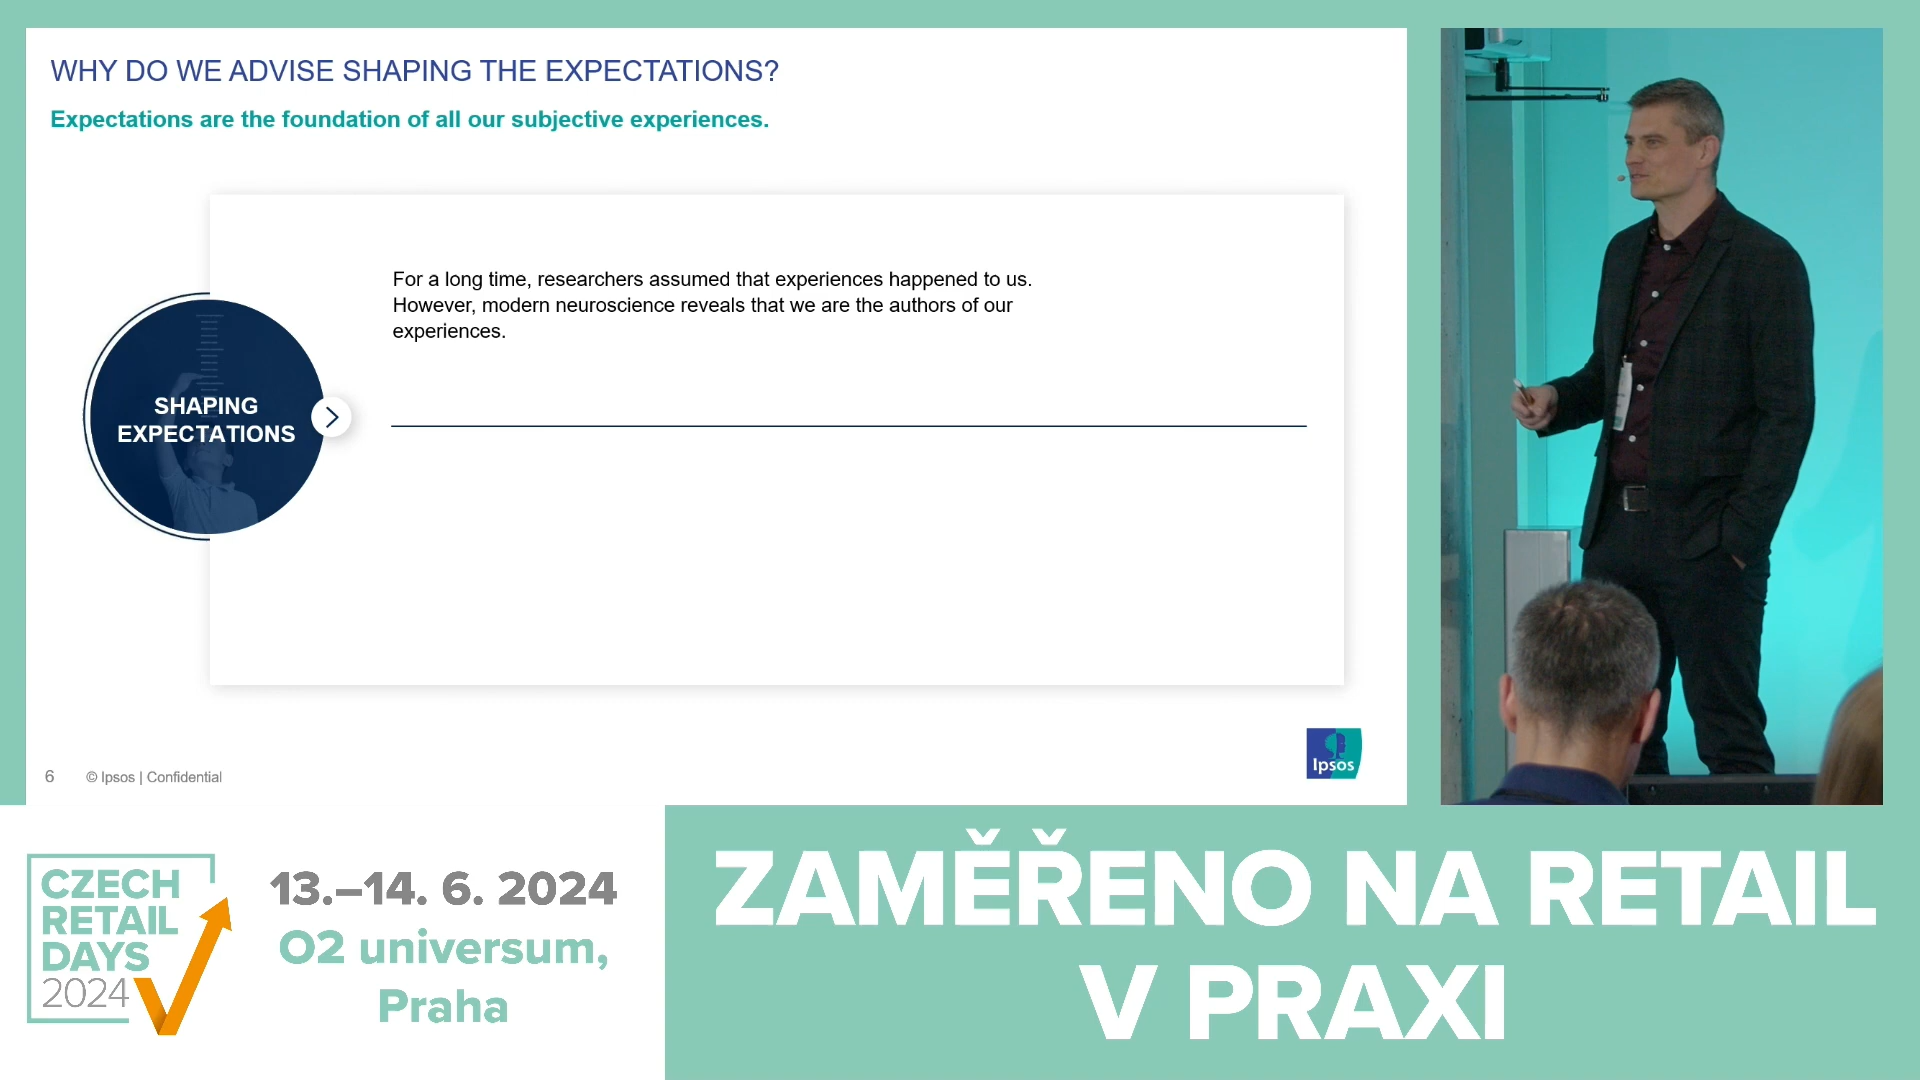 WHY DO WE ADVISE SHAPING THE EXPECTATIONS?
Expectations are the foundation of all our subjective experiences.
For a long time, researchers assumed that experiences happened to us.
However, modern neuroscience reveals that we are the authors of our
experiences.
SHAPING
EXPECTATIONS
6 © Ipsos | Confidential
Ipsos
CZECH
RETAIL
DAYS
2024
13.–14. 6. 2024
O2 universum,
Praha
ZAMĚŘENO NA RETAIL
V PRAXI